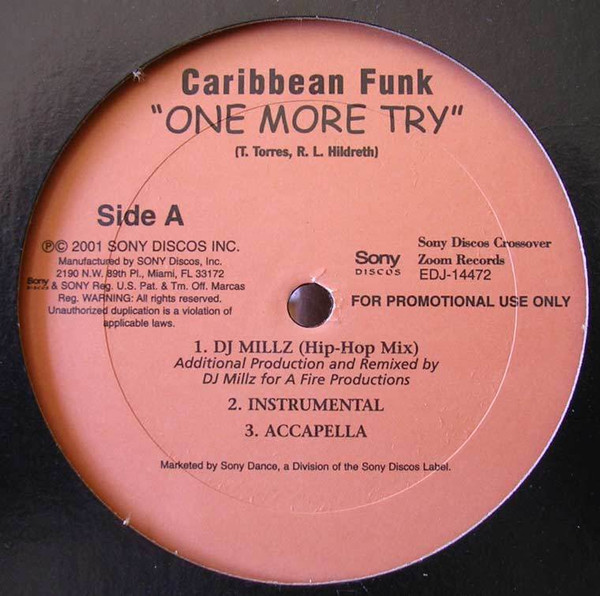 Caribbean Funk
"ONE MORE TRY"
(T. Torres, R. L. Hildreth)
Side A
℗© 2001 SONY DISCOS INC.
Manufactured by SONY Discos, Inc.
2190 N.W. 89th Pl., Miami, FL 33172
Sony DISCOS & SONY Reg. U.S. Pat. & Tm. Off. Marcas
Reg. WARNING: All rights reserved.
Unauthorized duplication is a violation of
applicable laws.
Sony
DISCOS
Sony Discos Crossover
Zoom Records
EDJ-14472
FOR PROMOTIONAL USE ONLY
1. DJ MILLZ (Hip-Hop Mix)
Additional Production and Remixed by
DJ Millz for A Fire Productions
2. INSTRUMENTAL
3. ACCAPELLA
Marketed by Sony Dance, a Division of the Sony Discos Label.